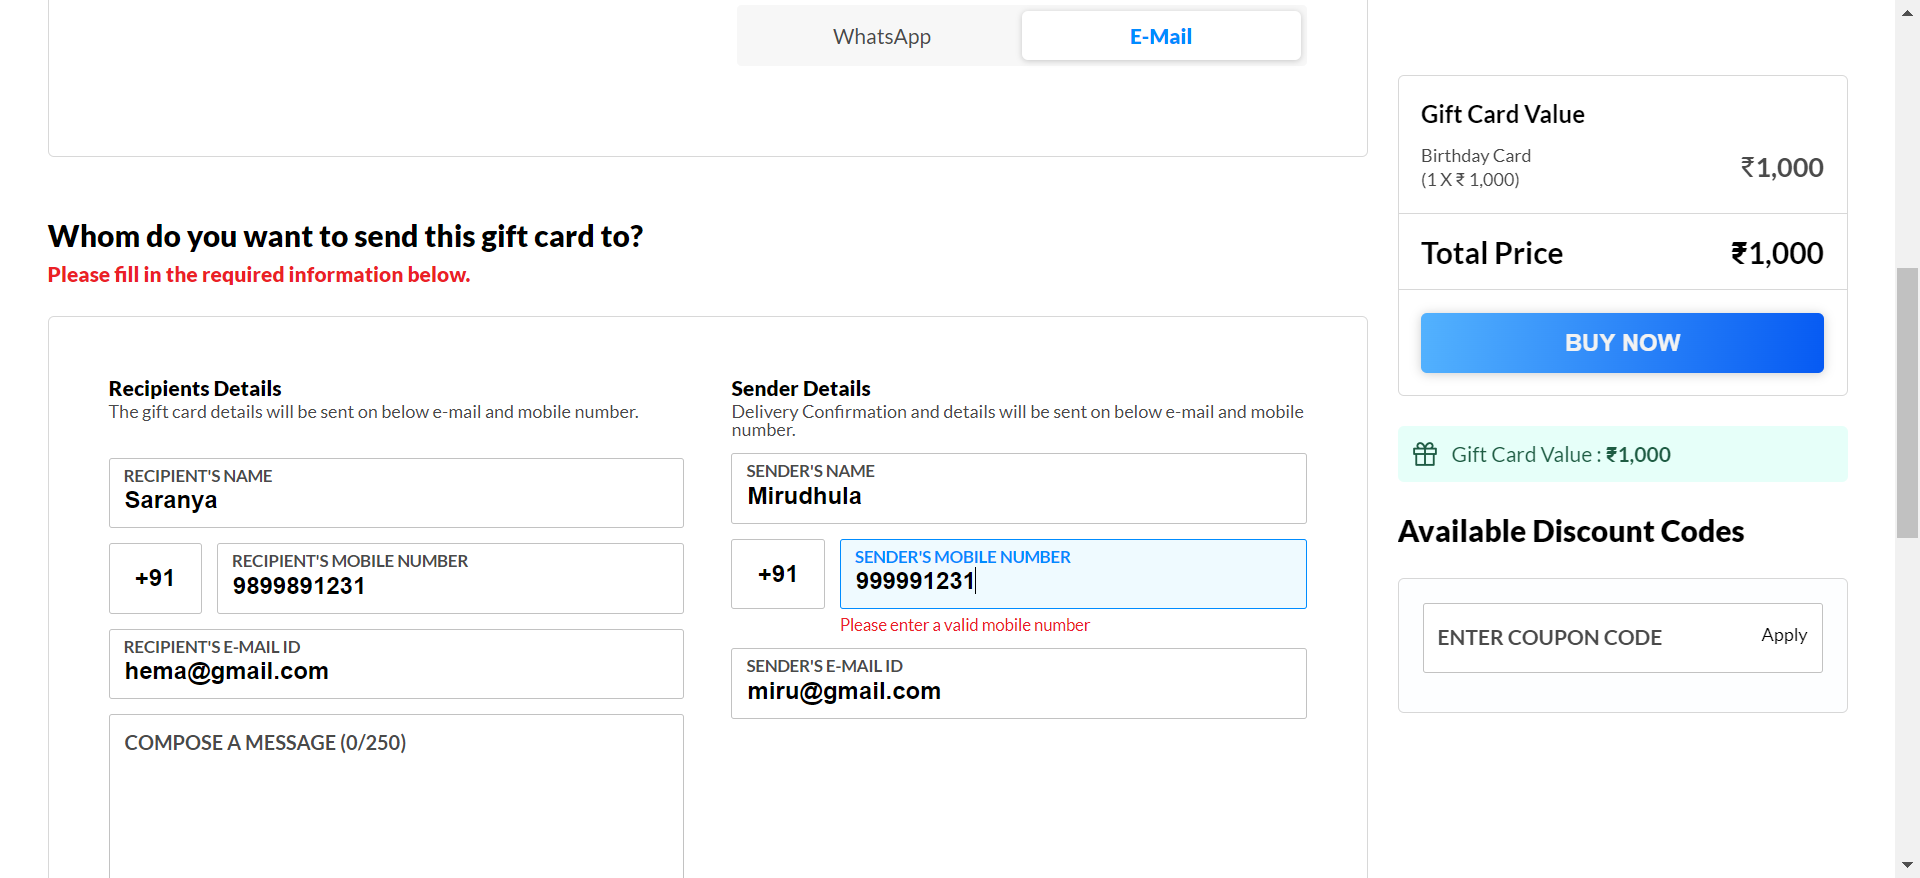 WhatsApp
E-Mail
Whom do you want to send this gift card to?
Please fill in the required information below.
Recipients Details
The gift card details will be sent on below e-mail and mobile number.
RECIPIENT'S NAME
Saranya
+91
RECIPIENT'S MOBILE NUMBER
9899891231
RECIPIENT'S E-MAIL ID
hema@gmail.com
COMPOSE A MESSAGE (0/250)
Sender Details
Delivery Confirmation and details will be sent on below e-mail and mobile
number.
SENDER'S NAME
Mirudhula
+91
SENDER'S MOBILE NUMBER
999991231
Please enter a valid mobile number
SENDER'S E-MAIL ID
miru@gmail.com
Gift Card Value
Birthday Card
(1 X ₹ 1,000)
₹1,000
Total Price
₹1,000
BUY NOW
Gift Card Value : ₹1,000
Available Discount Codes
ENTER COUPON CODE
Apply